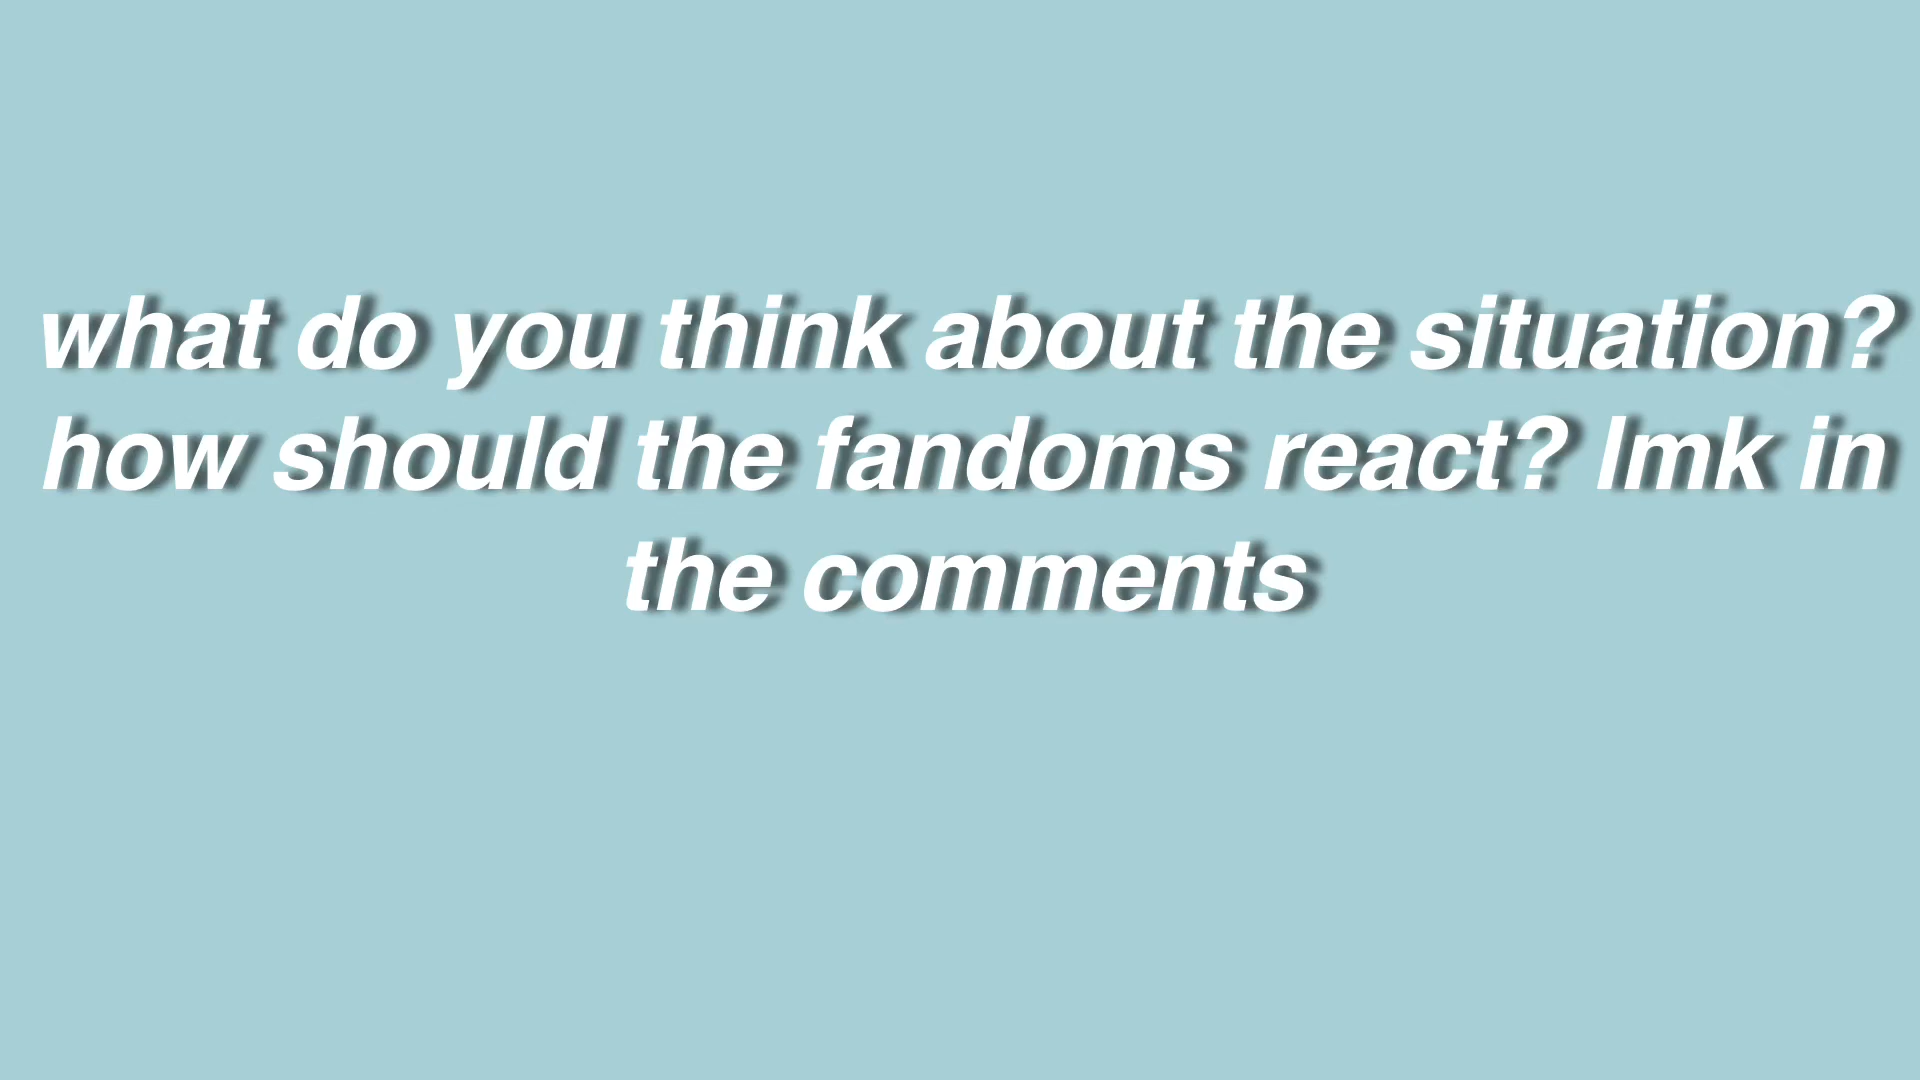 what do you think about the situation?
how should the fandoms react? lmk in
the comments